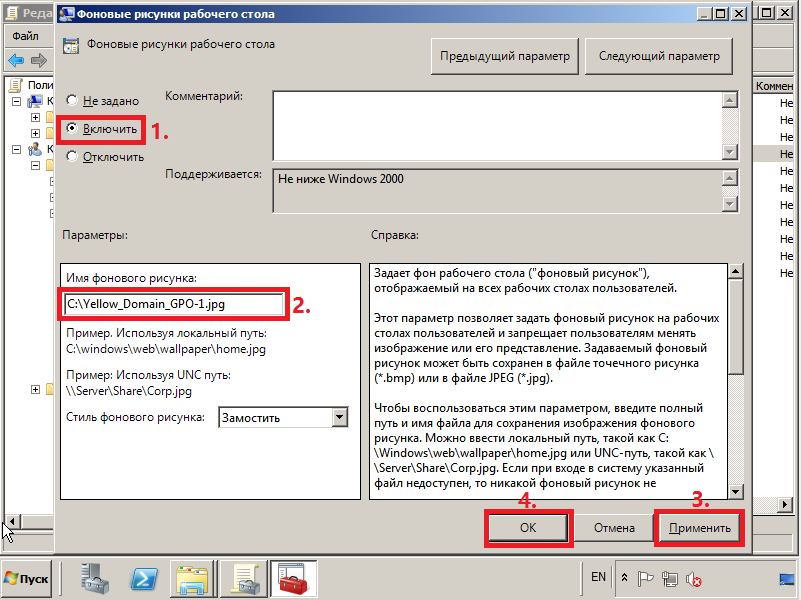 Реда
Фоновые рисунки рабочего стола
Файл
Фоновые рисунки рабочего стола
Предыдущий параметр
Следующий параметр
Поли
К
К
Коммен
Не
Не
Не
Не
Не
Не
Не
Не
Не
Не
Не
Не задано
Включить
1.
Отключить
Комментарий:
Поддерживается:
Не ниже Windows 2000
Параметры:
Справка:
Имя фонового рисунка:
C:\Yellow_Domain_GPO-1.jpg
2.
Пример. Используя локальный путь:
C:\windows\web\wallpaper\home.jpg
Пример: Используя UNC путь:
\\Server\Share\Corp.jpg
Стиль фонового рисунка:
Замостить
Задает фон рабочего стола ("фоновый рисунок"),
отображаемый на всех рабочих столах пользователей.
Этот параметр позволяет задать фоновый рисунок на рабочих
столах пользователей и запрещает пользователям менять
изображение или его представление. Задаваемый фоновый
рисунок может быть сохранен в файле точечного рисунка
(*.bmp) или в файле JPEG (*.jpg).
Чтобы воспользоваться этим параметром, введите полный
путь и имя файла для сохранения изображения фонового
рисунка. Можно ввести локальный путь, такой как C:
\Windows\web\wallpaper\home.jpg или UNC-путь, такой как \
\Server\Share\Corp.jpg. Если при входе в систему указанный
файл недоступен, то никакой фоновый рисунок не
4.
3.
ОК
Отмена
Применить
Пуск
EN